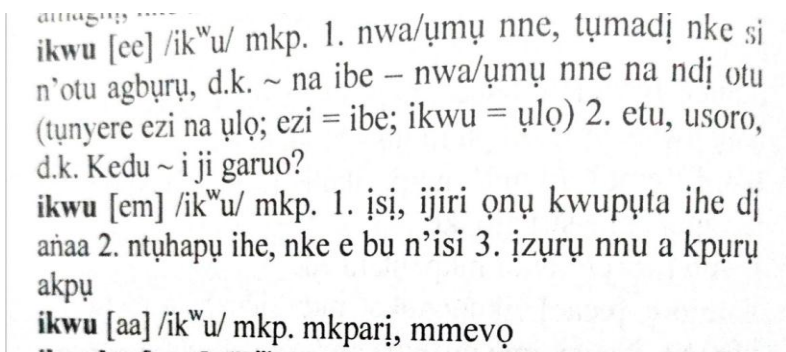 ikwu [ee] /ikʷu/ mkp. 1. nwa/ụmụ nne, tụmadị nke si
n’otu agbụrụ, d.k. ~ na ibe – nwa/ụmụ nne na ndị otu
(tụnyere ezi na ụlọ; ezi = ibe; ikwu = ụlọ) 2. etu, usoro,
d.k. Kedu ~ i ji garuo?
ikwu [em] /ikʷu/ mkp. 1. ịsị, ijiri ọnụ kwupụta ihe dị
aṅaa 2. ntụhapụ ihe, nke e bu n’isi 3. ịzụrụ nnu a kpụrụ
akpụ
ikwu [aa] /ikʷu/ mkp. mkparị, mmevọ